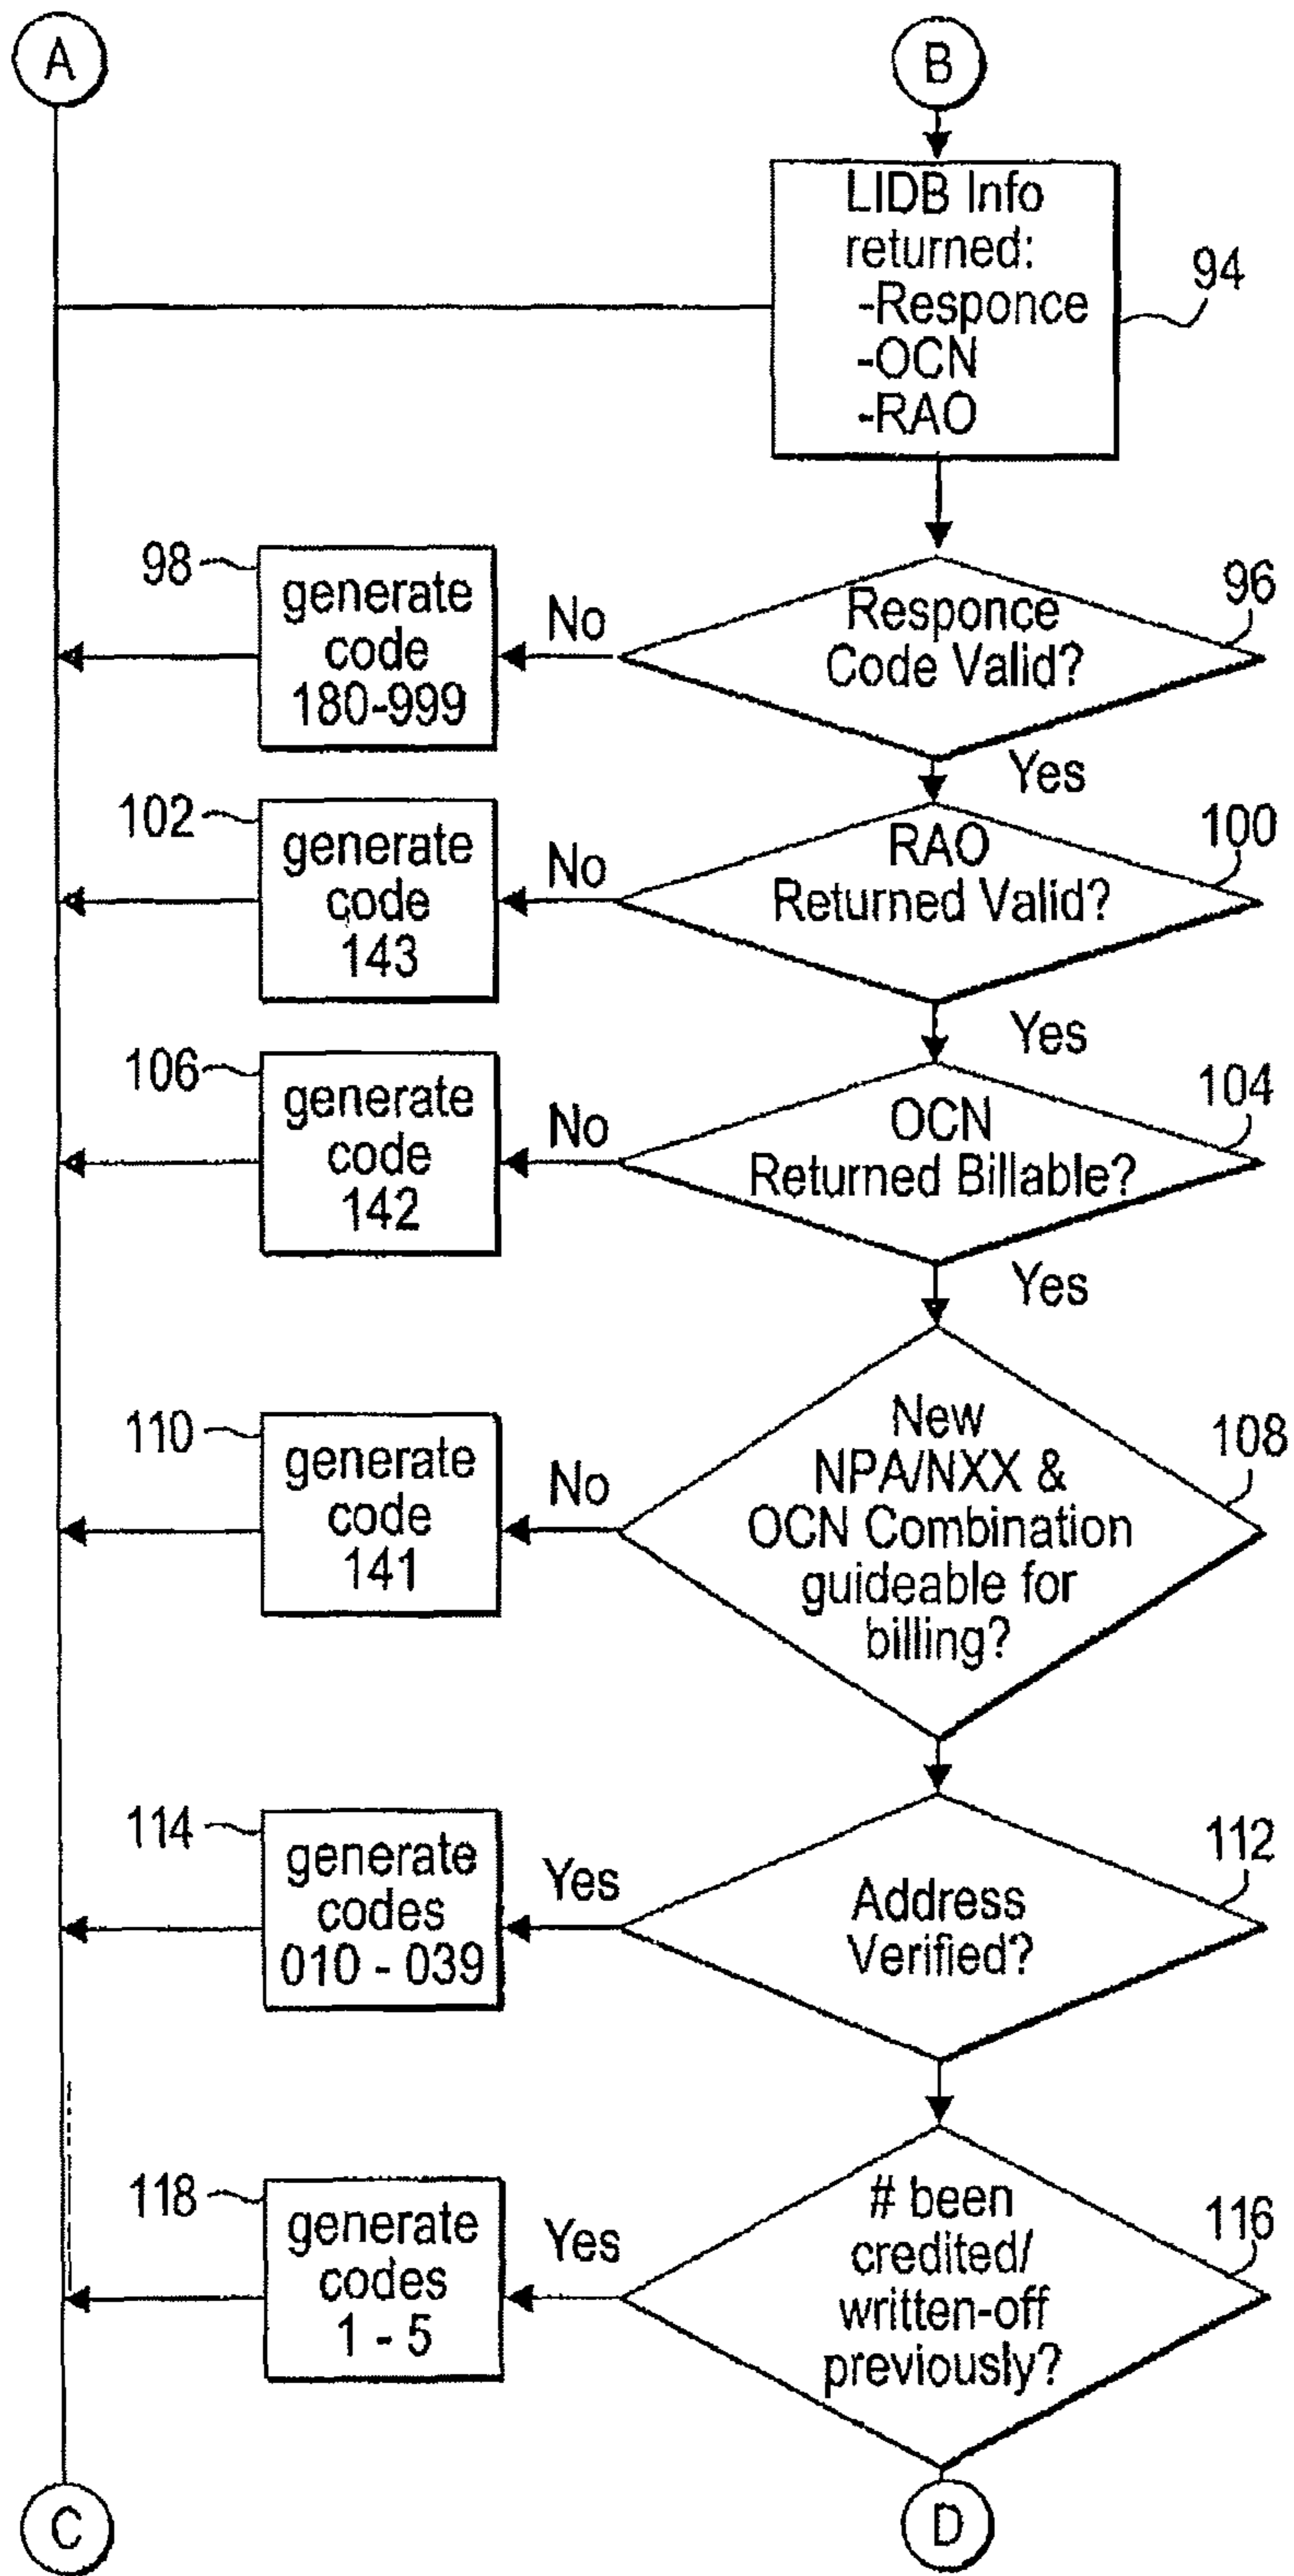 A
B
LIDB Info
returned:
-Responce
-OCN
-RAO
94
98
generate
code
180-999
No
Responce
Code Valid?
96
Yes
102
generate
code
143
No
RAO
Returned Valid?
100
Yes
106
generate
code
142
No
OCN
Returned Billable?
104
Yes
110
generate
code
141
No
New
NPA/NXX &
OCN Combination
guideable for
billing?
108
114
generate
codes
010 - 039
Yes
Address
Verified?
112
118
generate
codes
1 - 5
Yes
# been
credited/
written-off
previously?
116
C
D